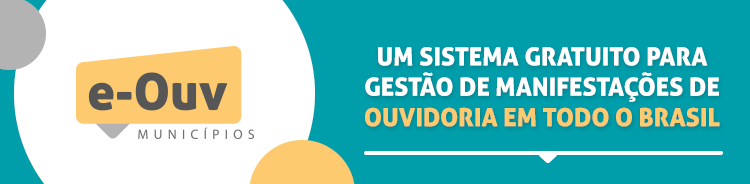 e-Ouv
MUNICÍPIOS
UM SISTEMA GRATUITO PARA
GESTÃO DE MANIFESTAÇÕES DE
OUVIDORIA EM TODO O BRASIL